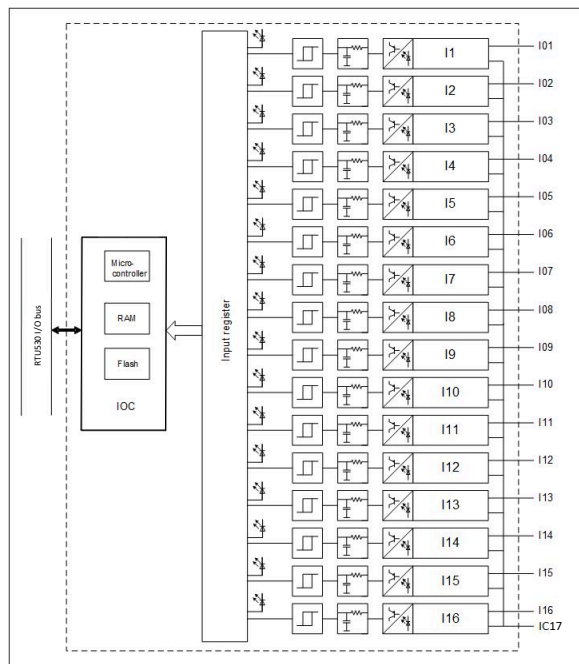 RTU530 I/O bus
Micro-
controller
RAM
Flash
IOC
Input register
I1
I01
I2
I02
I3
I03
I4
I04
I5
I05
I6
I06
I7
I07
I8
I08
I9
I09
I10
I10
I11
I11
I12
I12
I13
I13
I14
I14
I15
I15
I16
I16
IC17